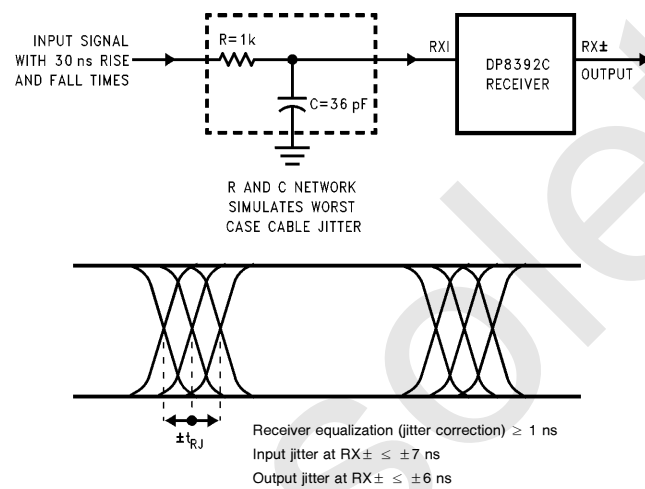 INPUT SIGNAL
WITH 30 ns RISE
AND FALL TIMES
R=1k
C=36 pF
RXI
DP8392C
RECEIVER
RX±
OUTPUT
R AND C NETWORK
SIMULATES WORST
CASE CABLE JITTER
±tRJ
Receiver equalization (jitter correction) ≥ 1 ns
Input jitter at RX± ≤ ±7 ns
Output jitter at RX± ≤ ±6 ns